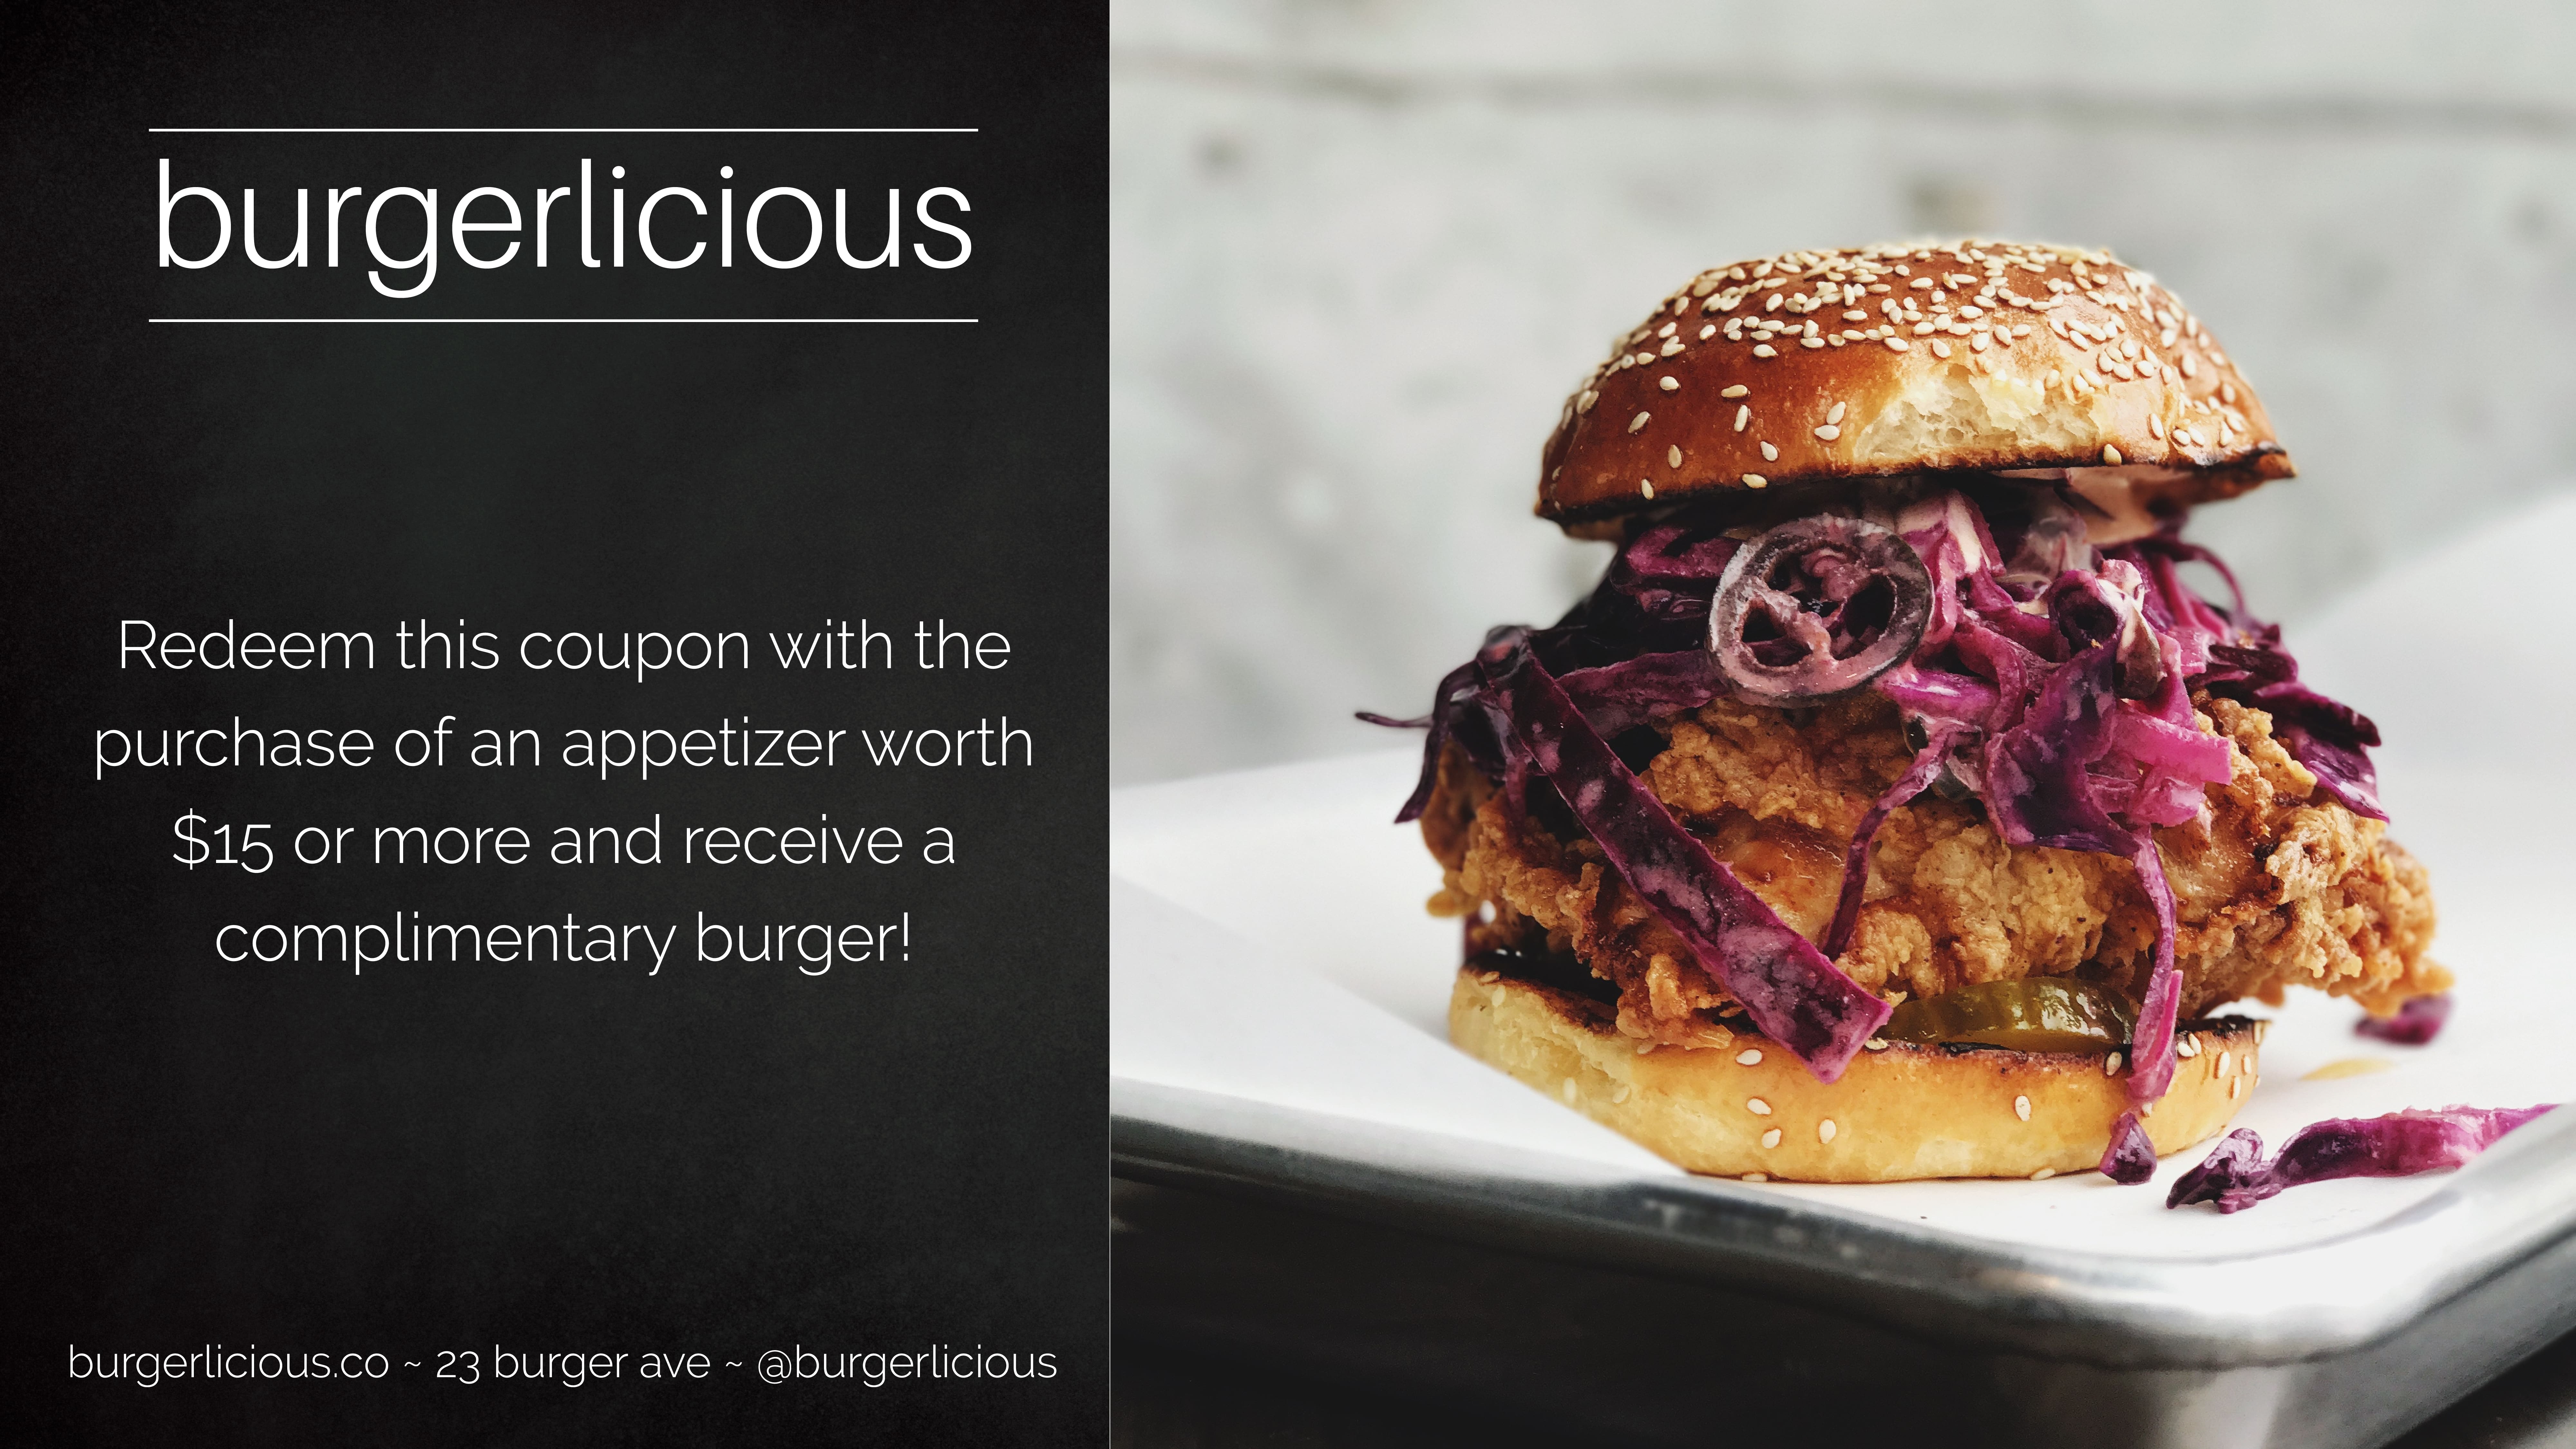 burgerlicious
Redeem this coupon with the
purchase of an appetizer worth
$15 or more and receive a
complimentary burger!
burgerlicious.co ~ 23 burger ave ~ @burgerlicious